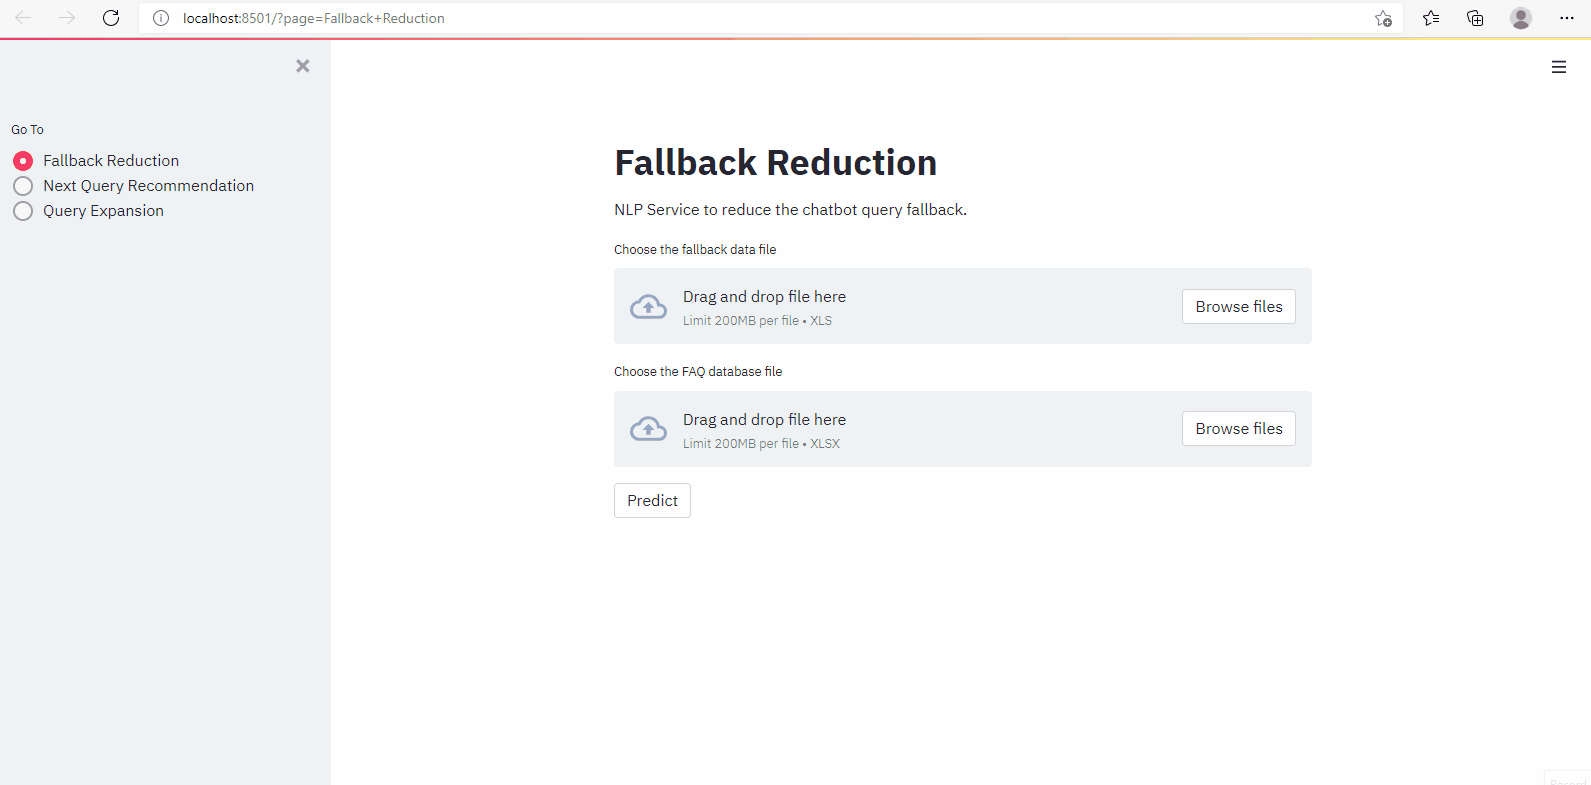 localhost:8501/?page=Fallback+Reduction
Go To
Fallback Reduction
Next Query Recommendation
Query Expansion
Fallback Reduction
NLP Service to reduce the chatbot query fallback.
Choose the fallback data file
Drag and drop file here
Limit 200MB per file • XLS
Browse files
Choose the FAQ database file
Drag and drop file here
Limit 200MB per file • XLSX
Browse files
Predict